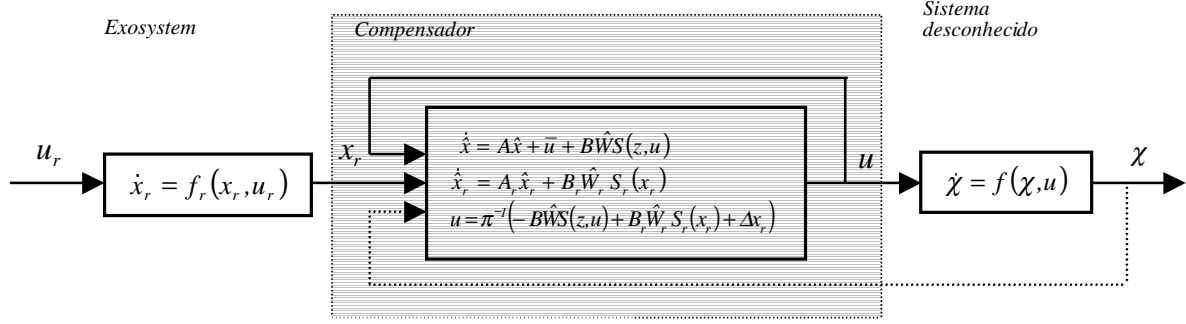 Exosystem
Compensador
Sistema
desconhecido
u_r
ẋ_r = f_r(x_r, u_r)
x_r
x̂̇ = Ax̂ + ū + BŴS(z,u)
x̂̇_r = A_r x̂_r + B_r Ŵ_r S_r(x_r)
u = π⁻¹(−BŴS(z,u) + B_r Ŵ_r S_r(x_r) + Δx_r)
u
χ̇ = f(χ,u)
χ